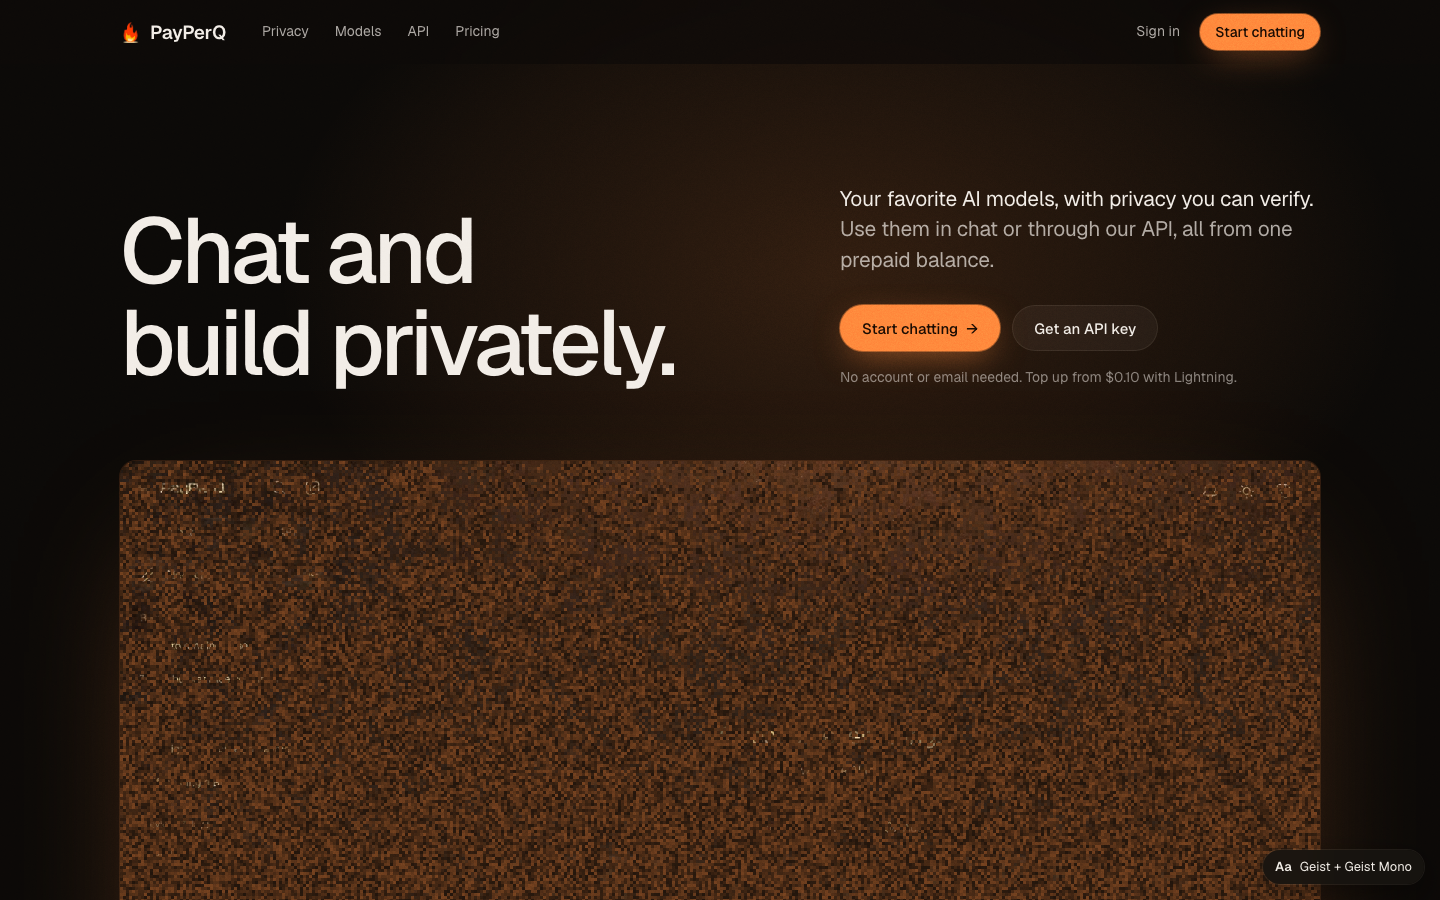 PayPerQ
Privacy
Models
API
Pricing
Sign in
Start chatting
Chat and
build privately.
Your favorite AI models, with privacy you can verify.
Use them in chat or through our API, all from one
prepaid balance.
Start chatting →
Get an API key
No account or email needed. Top up from $0.10 with Lightning.
Aa Geist + Geist Mono